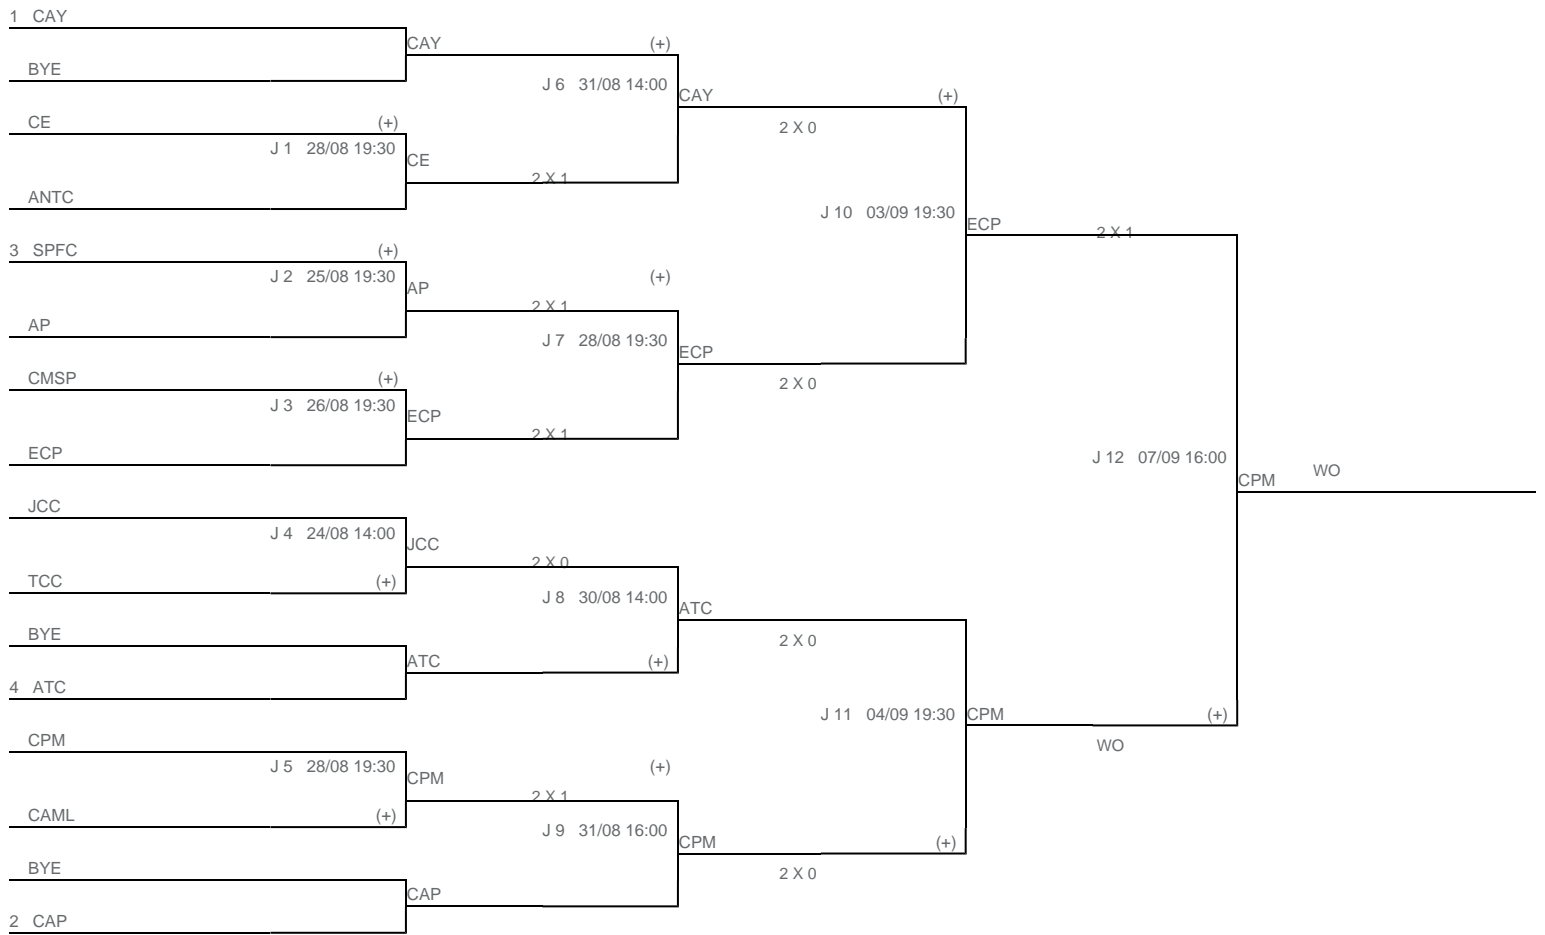 1 CAY
CAY (+)
BYE
J 6 31/08 14:00
CAY (+)
CE (+)
2 X 0
J 1 28/08 19:30
CE
2 X 1
ANTC
J 10 03/09 19:30
ECP
2 X 1
3 SPFC (+)
J 2 25/08 19:30
(+)
AP
2 X 1
AP
J 7 28/08 19:30
ECP
CMSP (+)
2 X 0
J 3 26/08 19:30
ECP
2 X 1
ECP
J 12 07/09 16:00
CPM
WO
JCC
J 4 24/08 14:00
JCC
2 X 0
TCC (+)
J 8 30/08 14:00
ATC
BYE
2 X 0
ATC (+)
4 ATC
J 11 04/09 19:30
CPM (+)
CPM
WO
J 5 28/08 19:30
(+)
CPM
2 X 1
CAML (+)
J 9 31/08 16:00
CPM (+)
BYE
2 X 0
CAP
2 CAP